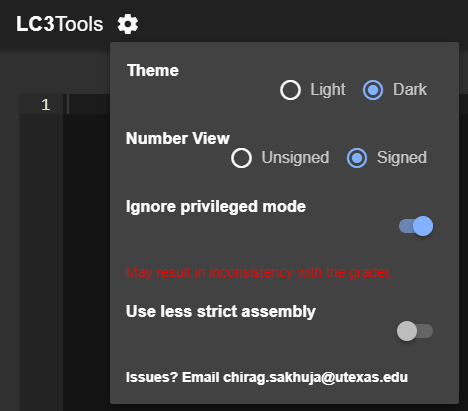 LC3Tools
Theme
Light Dark
Number View
Unsigned Signed
Ignore privileged mode
May result in inconsistency with the grader
Use less strict assembly
Issues? Email chirag.sakhuja@utexas.edu
1